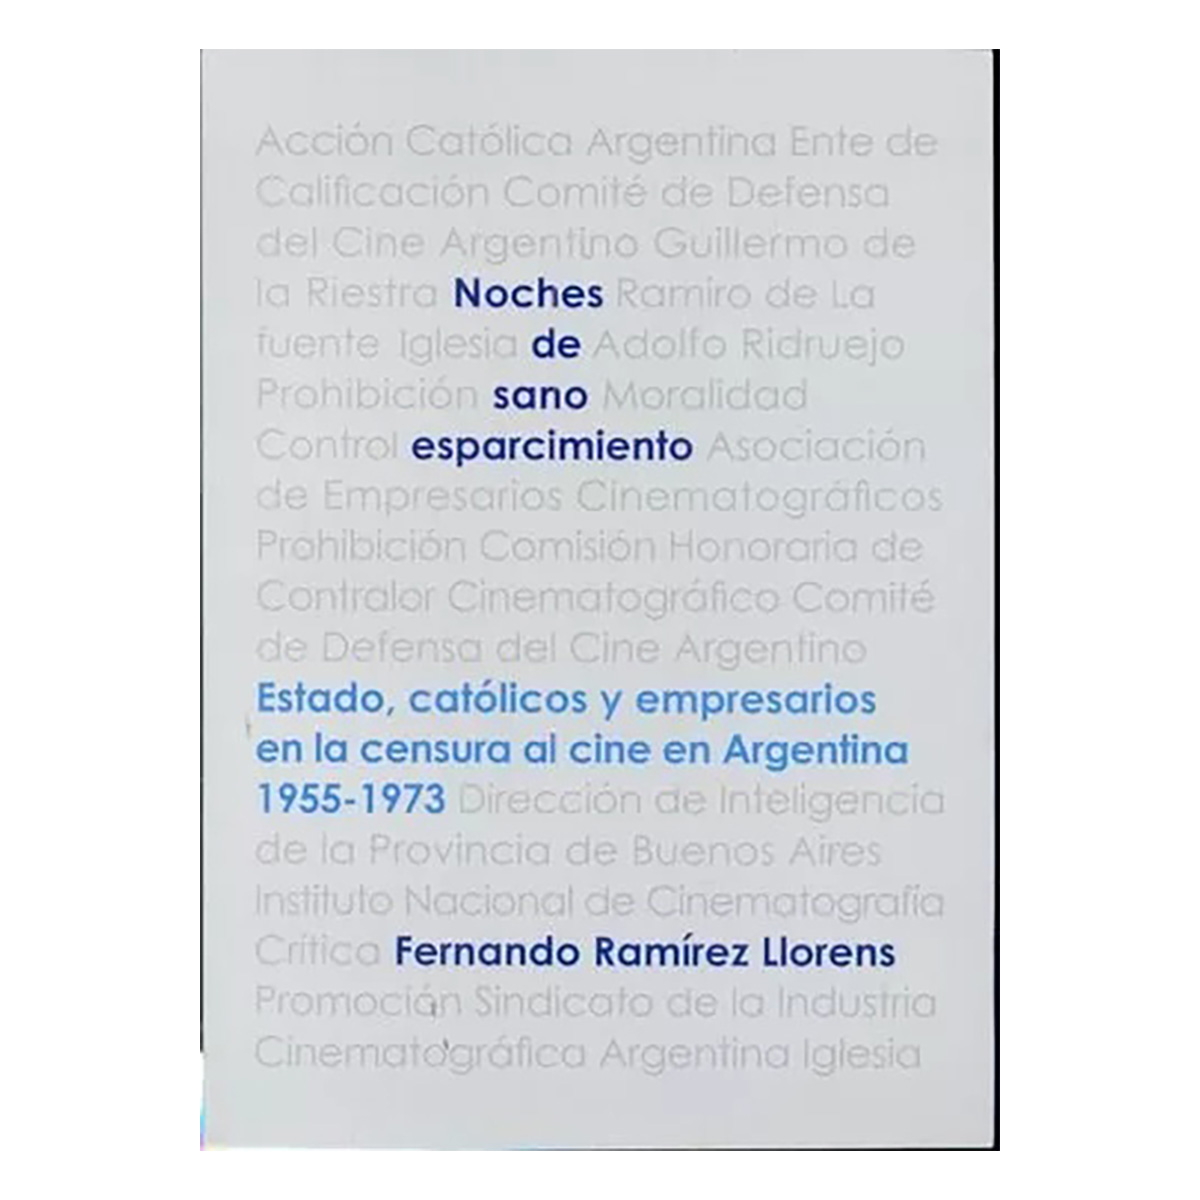 Acción Católica Argentina Ente de
Calificación Comité de Defensa
del Cine Argentino Guillermo de
la Riestra Noches Ramiro de La
fuente Iglesia de Adolfo Ridruejo
Prohibición sano Moralidad
Control esparcimiento Asociación
de Empresarios Cinematográficos
Prohibición Comisión Honoraria de
Contralor Cinematográfico Comité
de Defensa del Cine Argentino
Estado, católicos y empresarios
en la censura al cine en Argentina
1955-1973 Dirección de Inteligencia
de la Provincia de Buenos Aires
Instituto Nacional de Cinematografía
Crítica Fernando Ramírez Llorens
Promoción Sindicato de la Industria
Cinematográfica Argentina Iglesia